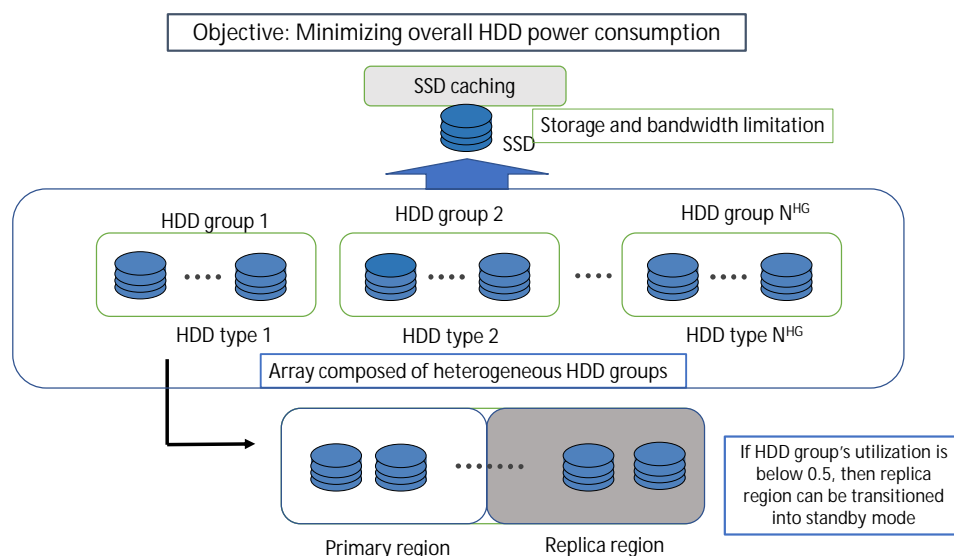 Objective: Minimizing overall HDD power consumption
SSD caching
Storage and bandwidth limitation
SSD
HDD group 1
HDD group 2
HDD group N^HG
HDD type 1
HDD type 2
HDD type N^HG
Array composed of heterogeneous HDD groups
If HDD group's utilization is
below 0.5, then replica
region can be transitioned
into standby mode
Primary region
Replica region